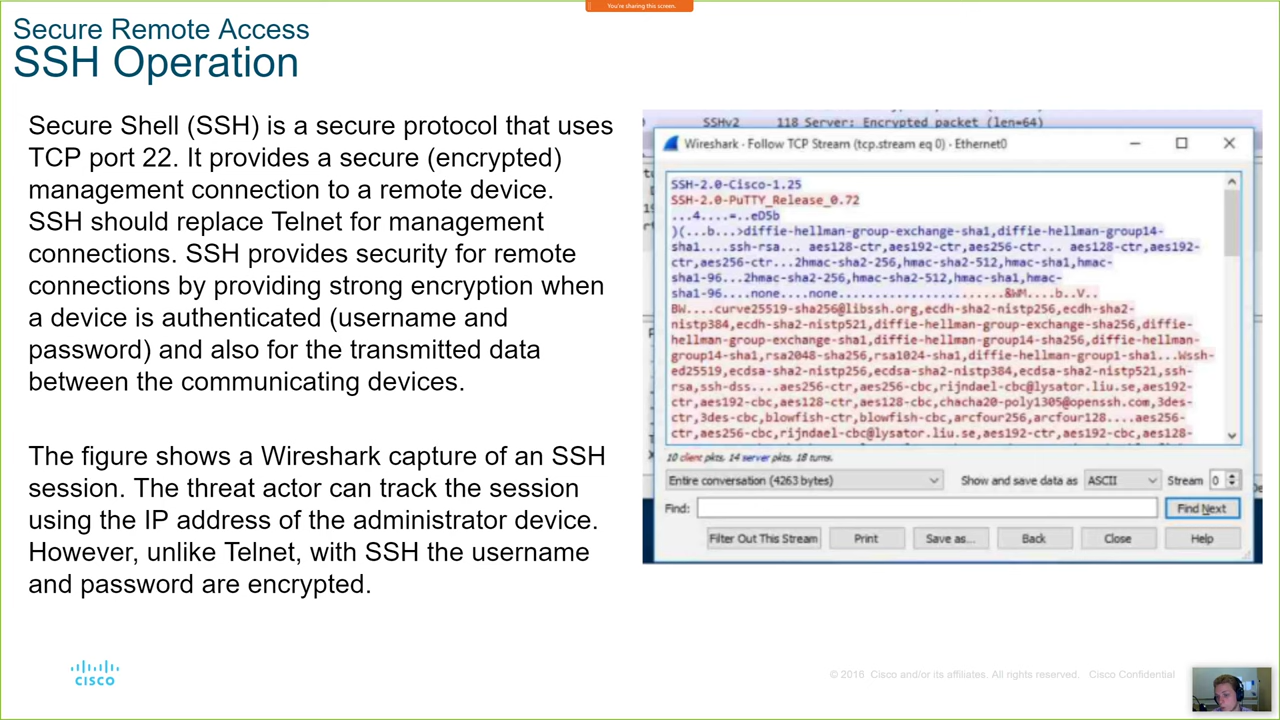 You're sharing this screen.
Secure Remote Access
SSH Operation
Secure Shell (SSH) is a secure protocol that uses
TCP port 22. It provides a secure (encrypted)
management connection to a remote device.
SSH should replace Telnet for management
connections. SSH provides security for remote
connections by providing strong encryption when
a device is authenticated (username and
password) and also for the transmitted data
between the communicating devices.
The figure shows a Wireshark capture of an SSH
session. The threat actor can track the session
using the IP address of the administrator device.
However, unlike Telnet, with SSH the username
and password are encrypted.
SSHv2 118 Server: Encrypted packet (len=64)
Wireshark · Follow TCP Stream (tcp.stream eq 0) · Ethernet0
SSH-2.0-Cisco-1.25
SSH-2.0-PuTTY_Release_0.72
...4....=..eD5b
)(...b...>diffie-hellman-group-exchange-sha1,diffie-hellman-group14-
sha1....ssh-rsa... aes128-ctr,aes192-ctr,aes256-ctr... aes128-ctr,aes192-
ctr,aes256-ctr...2hmac-sha2-256,hmac-sha2-512,hmac-sha1,hmac-
sha1-96...2hmac-sha2-256,hmac-sha2-512,hmac-sha1,hmac-
sha1-96....none....none....................&WM....b..V..
BW....curve25519-sha256@libssh.org,ecdh-sha2-nistp256,ecdh-sha2-
nistp384,ecdh-sha2-nistp521,diffie-hellman-group-exchange-sha256,diffie-
hellman-group-exchange-sha1,diffie-hellman-group14-sha256,diffie-hellman-
group14-sha1,rsa2048-sha256,rsa1024-sha1,diffie-hellman-group1-sha1...Wssh-
ed25519,ecdsa-sha2-nistp256,ecdsa-sha2-nistp384,ecdsa-sha2-nistp521,ssh-
rsa,ssh-dss....aes256-ctr,aes256-cbc,rijndael-cbc@lysator.liu.se,aes192-
ctr,aes192-cbc,aes128-ctr,aes128-cbc,chacha20-poly1305@openssh.com,3des-
ctr,3des-cbc,blowfish-ctr,blowfish-cbc,arcfour256,arcfour128....aes256-
ctr,aes256-cbc,rijndael-cbc@lysator.liu.se,aes192-ctr,aes192-cbc,aes128-
10 client pkts, 14 server pkts, 18 turns.
Entire conversation (4263 bytes) Show and save data as ASCII Stream 0
Find: Find Next
Filter Out This Stream Print Save as... Back Close Help
CISCO
© 2016 Cisco and/or its affiliates. All rights reserved. Cisco Confidential